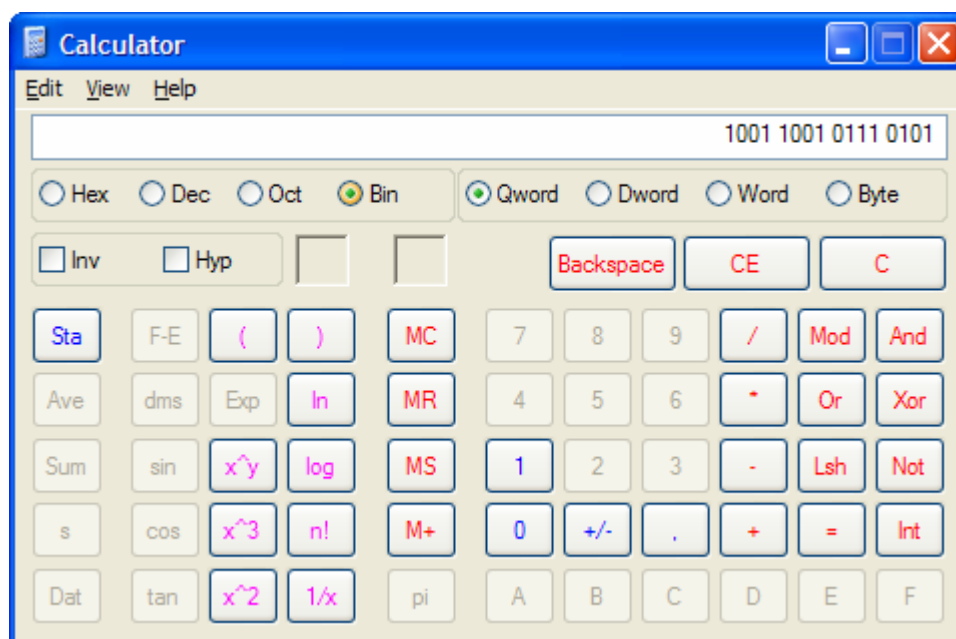 Calculator
Edit View Help
1001 1001 0111 0101
Hex Dec Oct Bin Qword Dword Word Byte
Inv Hyp Backspace CE C
Sta F-E ( ) MC 7 8 9 / Mod And
Ave dms Exp ln MR 4 5 6 * Or Xor
Sum sin x^y log MS 1 2 3 - Lsh Not
s cos x^3 n! M+ 0 +/- , + = Int
Dat tan x^2 1/x pi A B C D E F